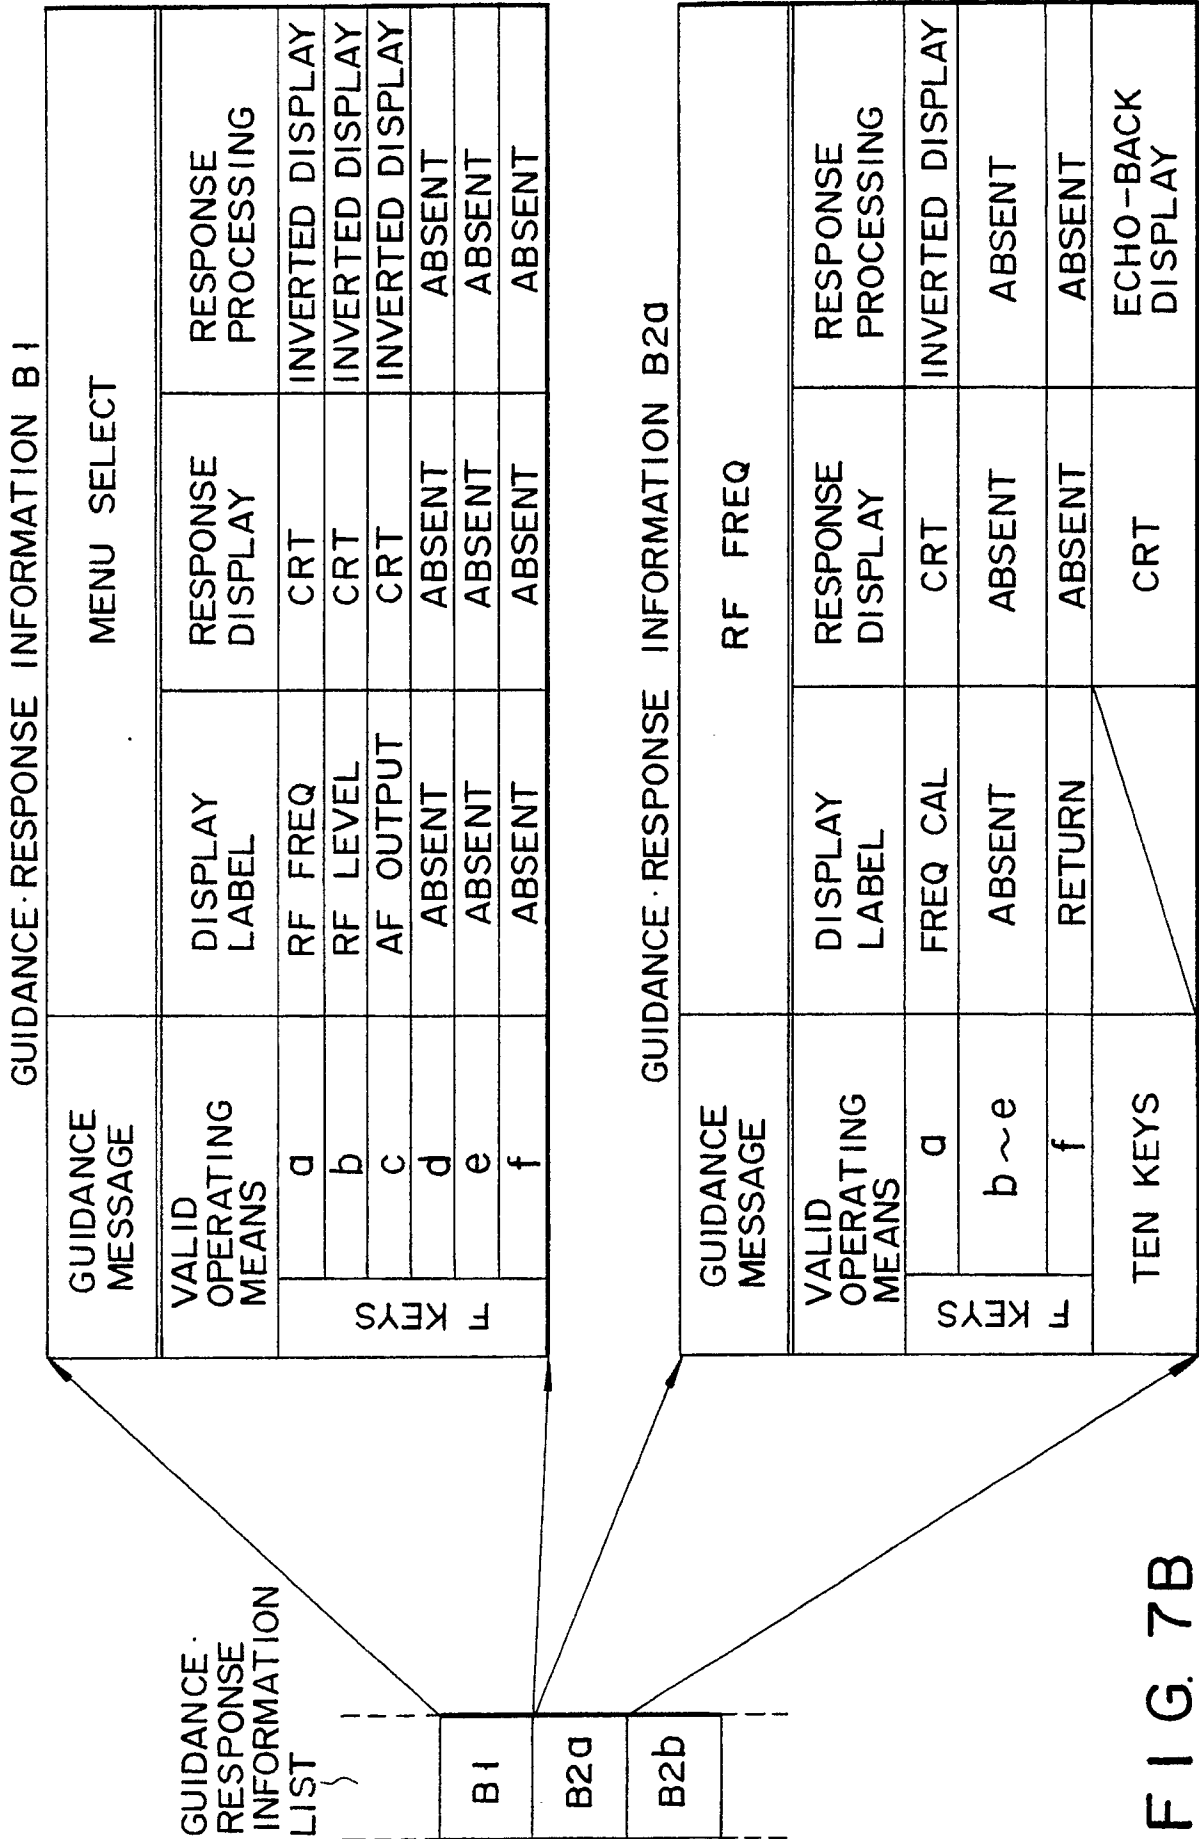 GUIDANCE·RESPONSE INFORMATION LIST
B1
B2a
B2b
GUIDANCE·RESPONSE INFORMATION B1
GUIDANCE MESSAGE
MENU SELECT
VALID OPERATING MEANS
DISPLAY LABEL
RESPONSE DISPLAY
RESPONSE PROCESSING
F KEYS
a RF FREQ CRT INVERTED DISPLAY
b RF LEVEL CRT INVERTED DISPLAY
c AF OUTPUT CRT INVERTED DISPLAY
d ABSENT ABSENT ABSENT
e ABSENT ABSENT ABSENT
f ABSENT ABSENT ABSENT
GUIDANCE·RESPONSE INFORMATION B2a
GUIDANCE MESSAGE
RF FREQ
VALID OPERATING MEANS
DISPLAY LABEL
RESPONSE DISPLAY
RESPONSE PROCESSING
F KEYS
a FREQ CAL CRT INVERTED DISPLAY
b~e ABSENT ABSENT ABSENT
f RETURN ABSENT ABSENT
TEN KEYS CRT ECHO-BACK DISPLAY
FIG. 7B